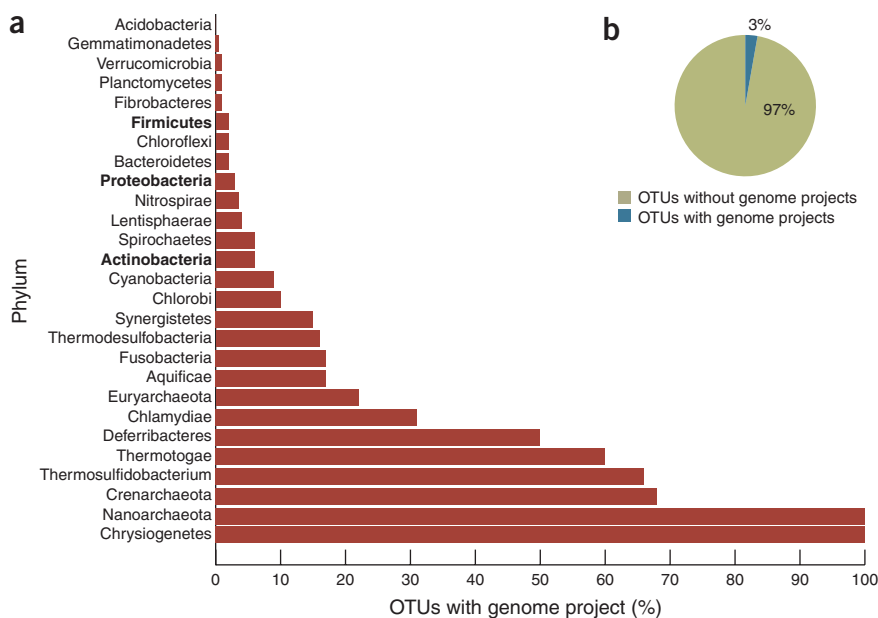 a
Acidobacteria
Gemmatimonadetes
Verrucomicrobia
Planctomycetes
Fibrobacteres
Firmicutes
Chloroflexi
Bacteroidetes
Proteobacteria
Nitrospirae
Lentisphaerae
Spirochaetes
Actinobacteria
Cyanobacteria
Chlorobi
Synergistetes
Thermodesulfobacteria
Fusobacteria
Aquificae
Euryarchaeota
Chlamydiae
Deferribacteres
Thermotogae
Thermosulfidobacterium
Crenarchaeota
Nanoarchaeota
Chrysiogenetes
Phylum
0 10 20 30 40 50 60 70 80 90 100
OTUs with genome project (%)
b
3%
97%
OTUs without genome projects
OTUs with genome projects